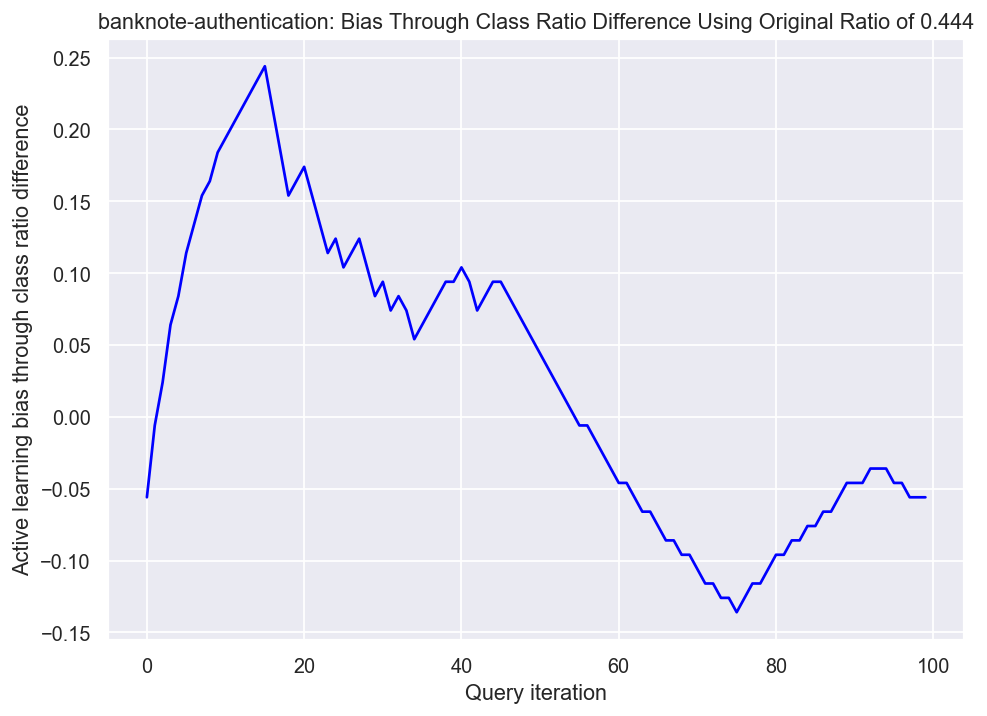 banknote-authentication: Bias Through Class Ratio Difference Using Original Ratio of 0.444
Active learning bias through class ratio difference
0.25
0.20
0.15
0.10
0.05
0.00
−0.05
−0.10
−0.15
0 20 40 60 80 100
Query iteration